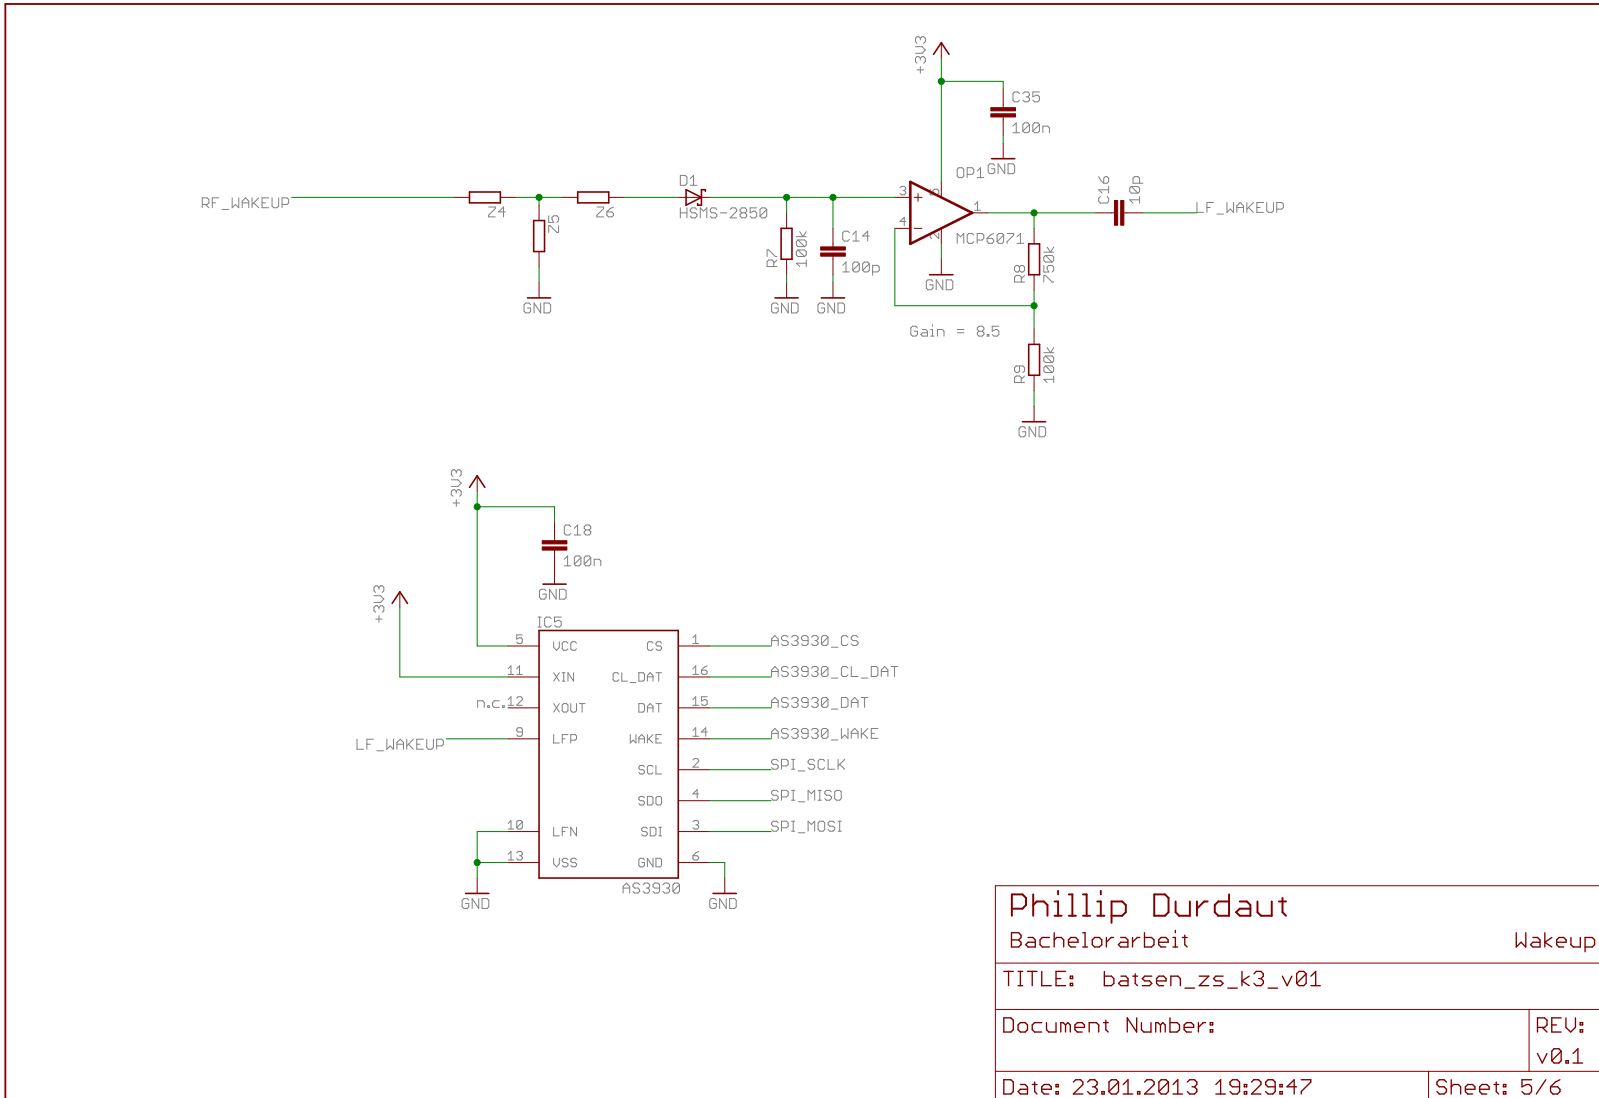 +3V3
C35
100n
GND
OP1
D1
HSMS-2850
RF_WAKEUP
Z4
Z5
Z6
GND
R7
100k
GND
C14
100p
GND
3
4
5
2
1
MCP6071
GND
C16
10p
LF_WAKEUP
R8
750k
Gain = 8.5
R9
100k
GND
+3V3
C18
100n
GND
+3V3
IC5
5 VCC CS 1 AS3930_CS
11 XIN CL_DAT 16 AS3930_CL_DAT
n.c. 12 XOUT DAT 15 AS3930_DAT
LF_WAKEUP 9 LFP WAKE 14 AS3930_WAKE
SCL 2 SPI_SCLK
SDO 4 SPI_MISO
10 LFN SDI 3 SPI_MOSI
13 VSS GND 6
AS3930
GND
GND
Phillip Durdaut
Bachelorarbeit Wakeup
TITLE: batsen_zs_k3_v01
Document Number:
REV:
v0.1
Date: 23.01.2013 19:29:47
Sheet: 5/6